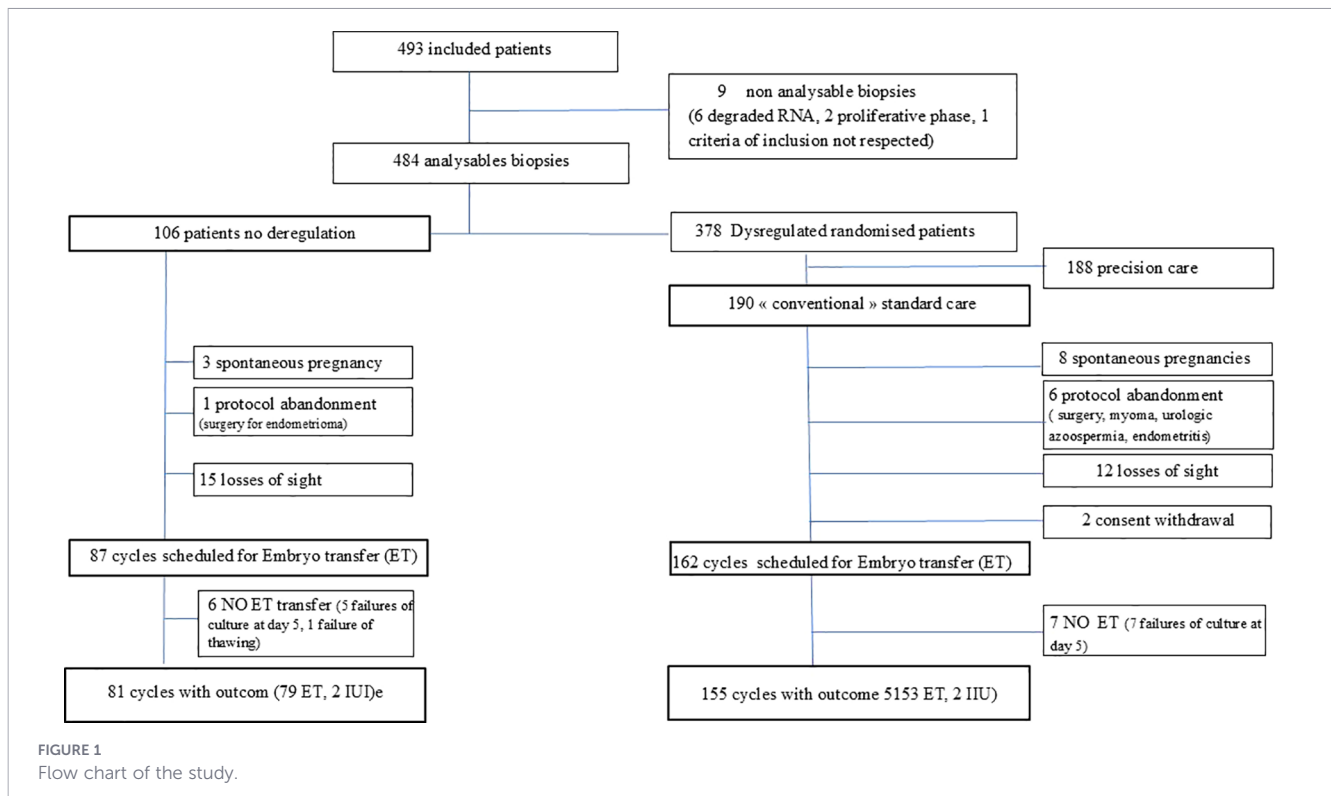 493 included patients
9 non analysable biopsies
(6 degraded RNA, 2 proliferative phase, 1
criteria of inclusion not respected)
484 analysables biopsies
106 patients no deregulation
378 Dysregulated randomised patients
188 precision care
190 « conventional » standard care
3 spontaneous pregnancy
1 protocol abandonment
(surgery for endometrioma)
15 losses of sight
8 spontaneous pregnancies
6 protocol abandonment
( surgery, myoma, urologic
azoospermia, endometritis)
12 losses of sight
2 consent withdrawal
87 cycles scheduled for Embryo transfer (ET)
162 cycles scheduled for Embryo transfer (ET)
6 NO ET transfer (5 failures of
culture at day 5, 1 failure of
thawing)
7 NO ET (7 failures of culture at
day 5)
81 cycles with outcom (79 ET, 2 IUI)e
155 cycles with outcome 5153 ET, 2 IIU)
FIGURE 1
Flow chart of the study.